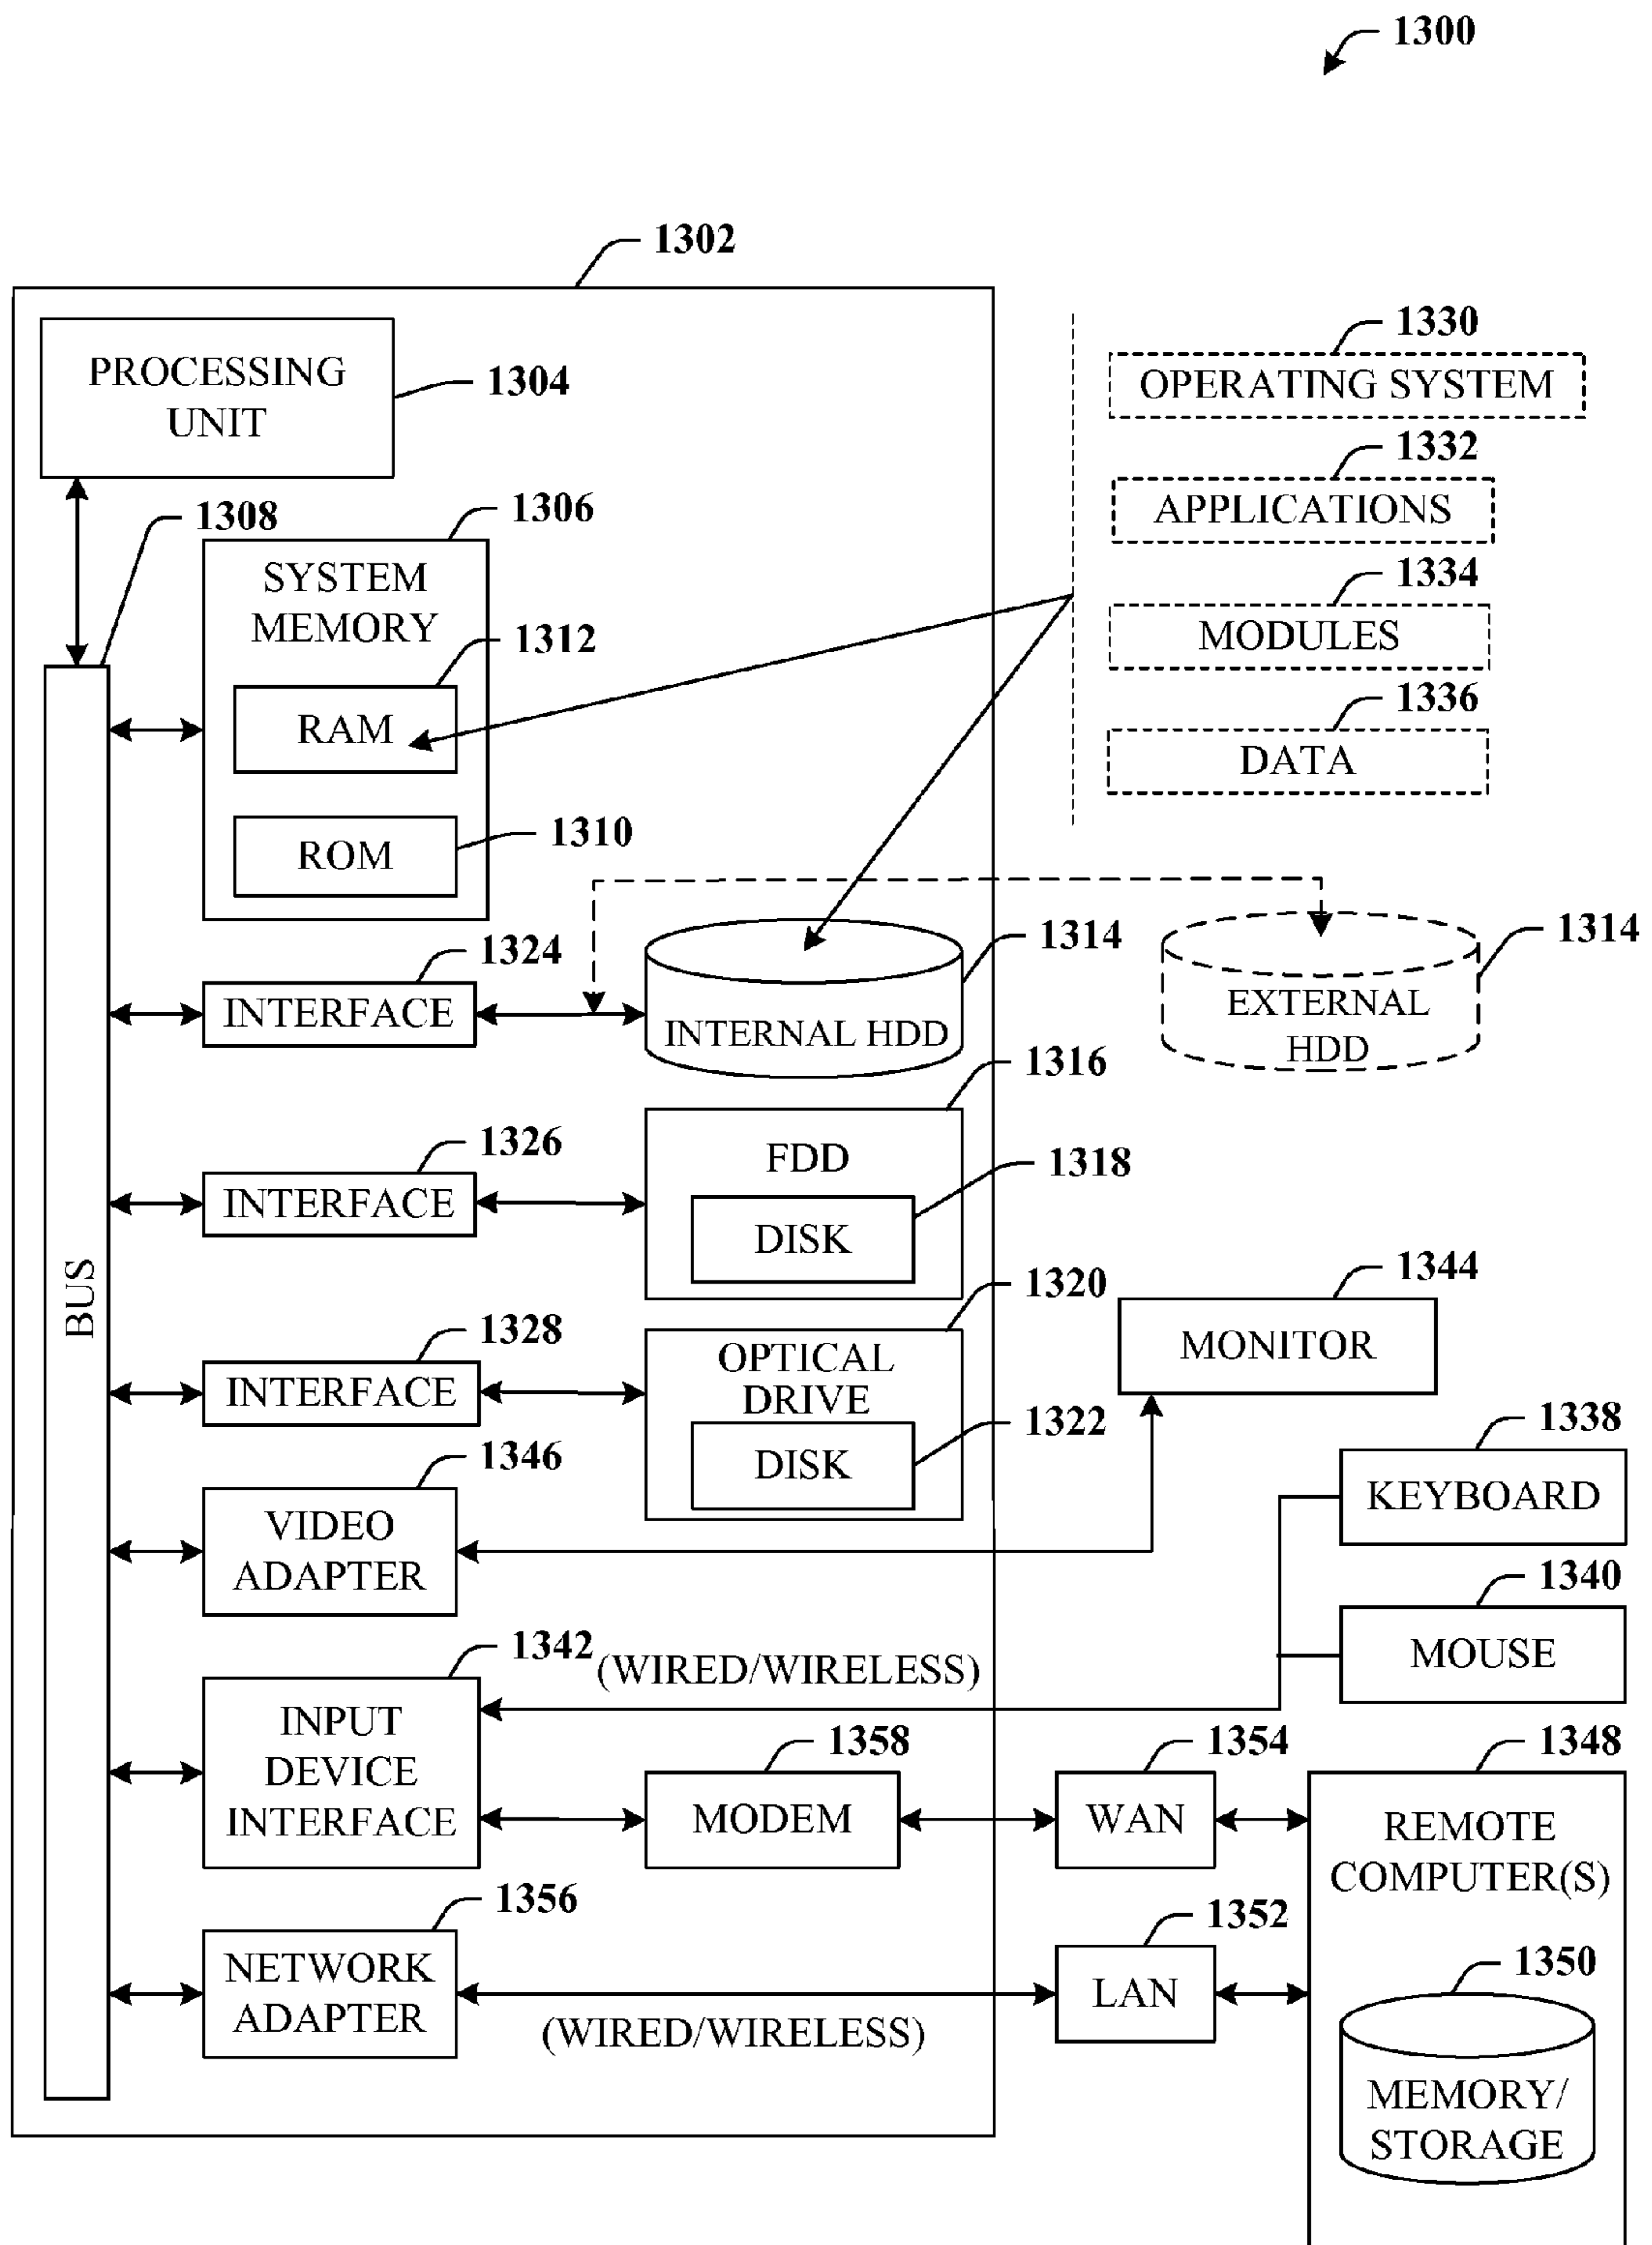 1300
1302
PROCESSING
UNIT
1304
1308
1306
SYSTEM
MEMORY
1312
RAM
ROM
1310
1330
OPERATING SYSTEM
1332
APPLICATIONS
1334
MODULES
1336
DATA
1324
INTERFACE
1314
INTERNAL HDD
1314
EXTERNAL
HDD
1316
1326
INTERFACE
FDD
1318
DISK
BUS
1320
1328
INTERFACE
OPTICAL
DRIVE
1322
DISK
1344
MONITOR
1338
KEYBOARD
1346
VIDEO
ADAPTER
1340
MOUSE
1342
(WIRED/WIRELESS)
INPUT
DEVICE
INTERFACE
1358
MODEM
1354
WAN
1348
REMOTE
COMPUTER(S)
1356
NETWORK
ADAPTER
(WIRED/WIRELESS)
1352
LAN
1350
MEMORY/
STORAGE